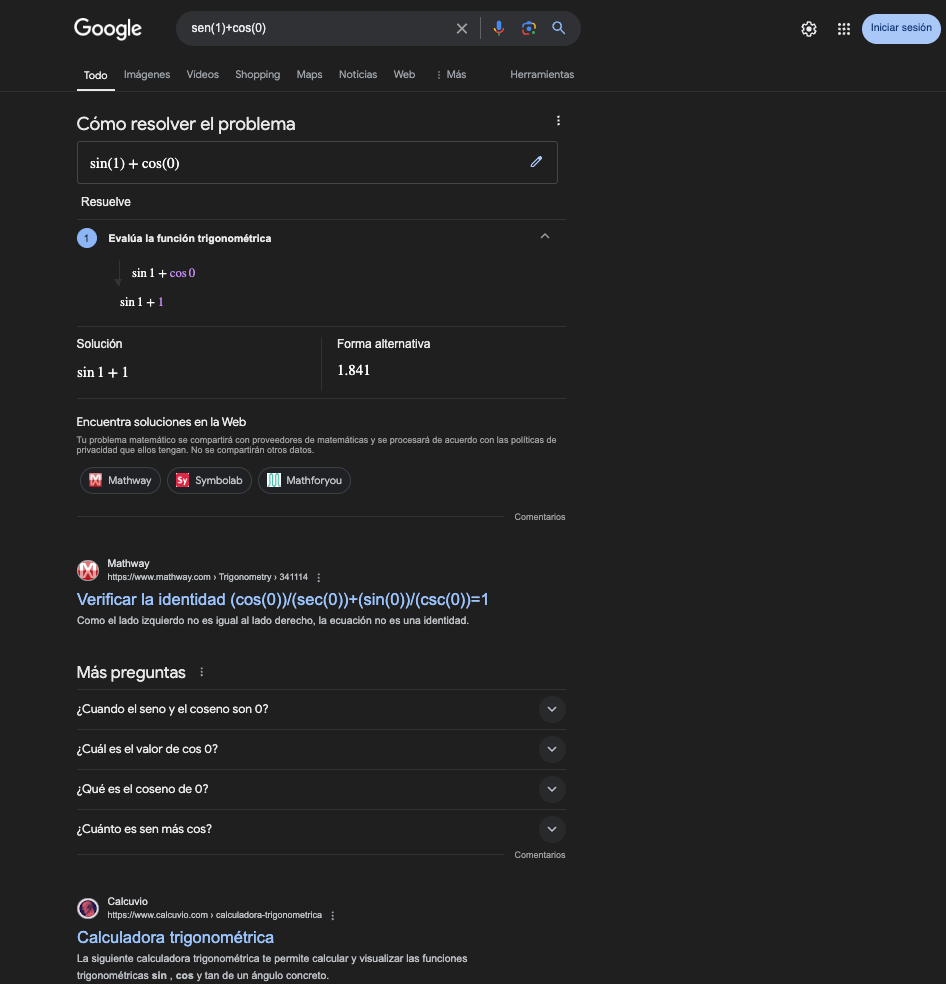 Google
sen(1)+cos(0)
Iniciar sesión
Todo Imágenes Vídeos Shopping Maps Noticias Web Más Herramientas
Cómo resolver el problema
sin(1) + cos(0)
Resuelve
1 Evalúa la función trigonométrica
sin 1 + cos 0
sin 1 + 1
Solución
sin 1 + 1
Forma alternativa
1.841
Encuentra soluciones en la Web
Tu problema matemático se compartirá con proveedores de matemáticas y se procesará de acuerdo con las políticas de
privacidad que ellos tengan. No se compartirán otros datos.
Mathway Sy Symbolab Mathforyou
Comentarios
Mathway
https://www.mathway.com › Trigonometry › 341114
Verificar la identidad (cos(0))/(sec(0))+(sin(0))/(csc(0))=1
Como el lado izquierdo no es igual al lado derecho, la ecuación no es una identidad.
Más preguntas
¿Cuando el seno y el coseno son 0?
¿Cuál es el valor de cos 0?
¿Qué es el coseno de 0?
¿Cuánto es sen más cos?
Comentarios
Calcuvio
https://www.calcuvio.com › calculadora-trigonometrica
Calculadora trigonométrica
La siguiente calculadora trigonométrica te permite calcular y visualizar las funciones
trigonométricas sin , cos y tan de un ángulo concreto.